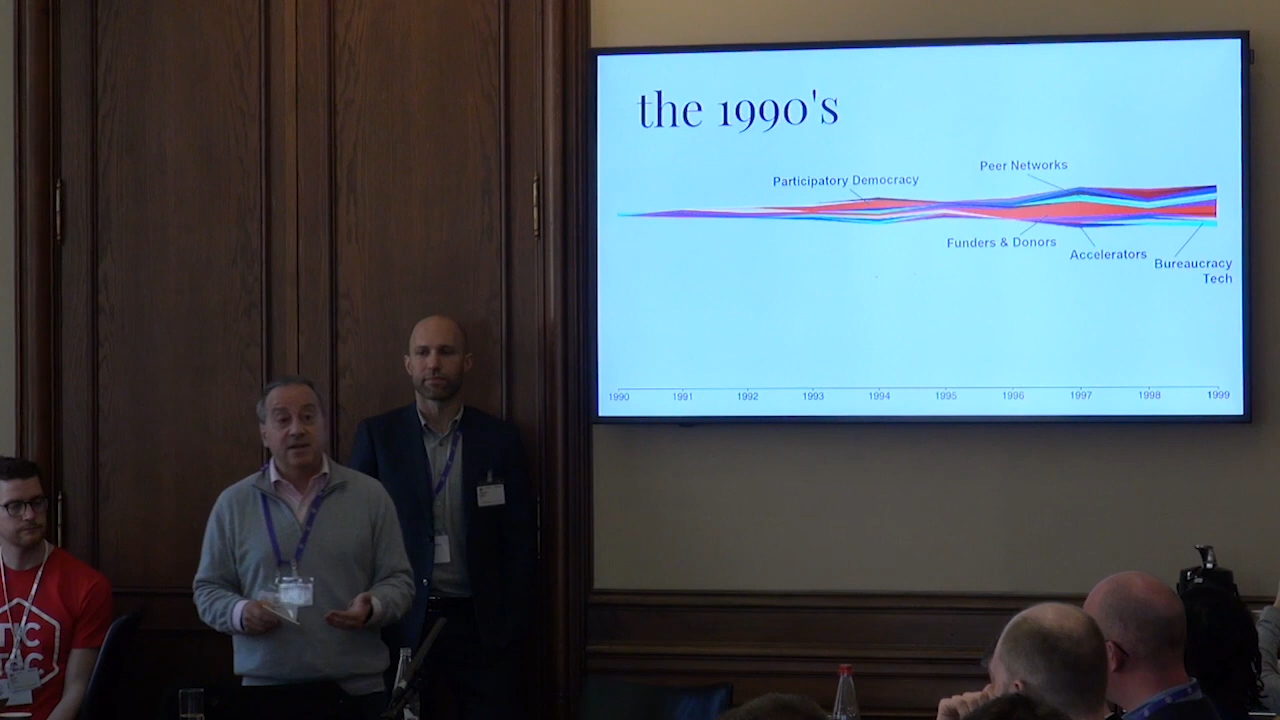 the 1990's
Peer Networks
Participatory Democracy
Funders & Donors
Accelerators
Bureaucracy
Tech
1990 1991 1992 1993 1994 1995 1996 1997 1998 1999